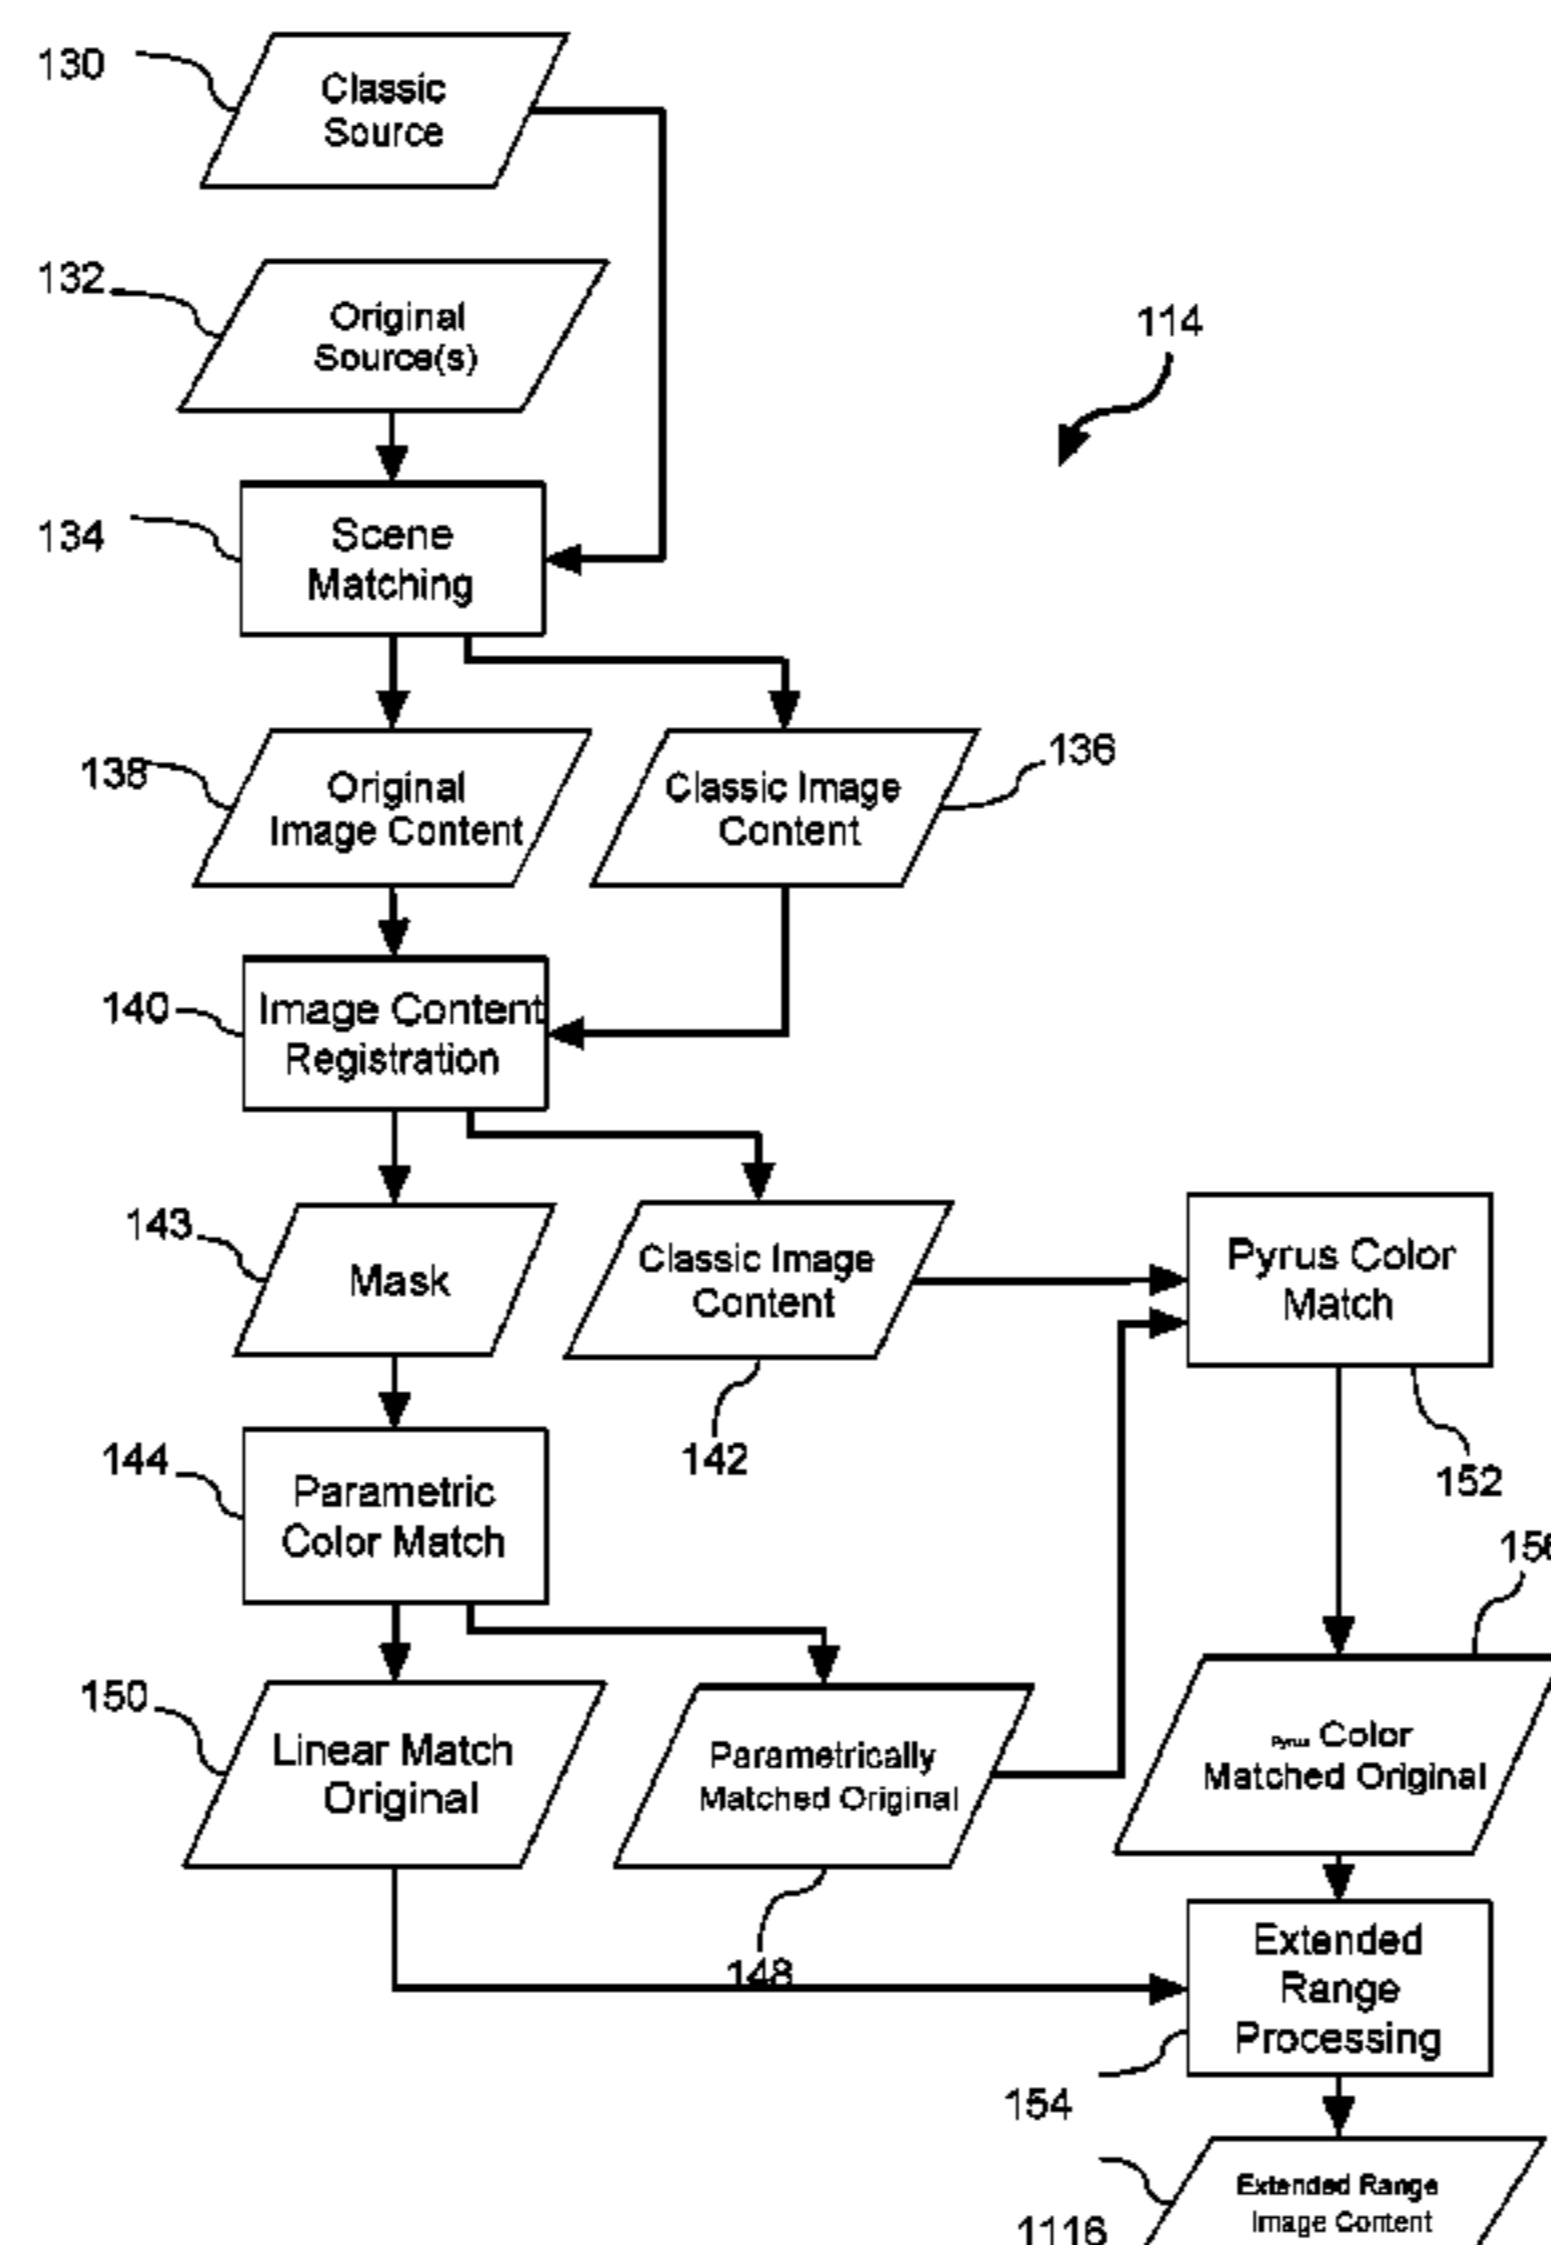 130
Classic
Source
132
Original
Source(s)
114
134
Scene
Matching
138
Original
Image Content
Classic Image
Content
136
140
Image Content
Registration
143
Mask
Classic Image
Content
Pyrus Color
Match
142
152
144
Parametric
Color Match
150
Linear Match
Original
Parametrically
Matched Original
Pyrus Color
Matched Original
148
Extended
Range
Processing
154
Extended Range
Image Content
1116